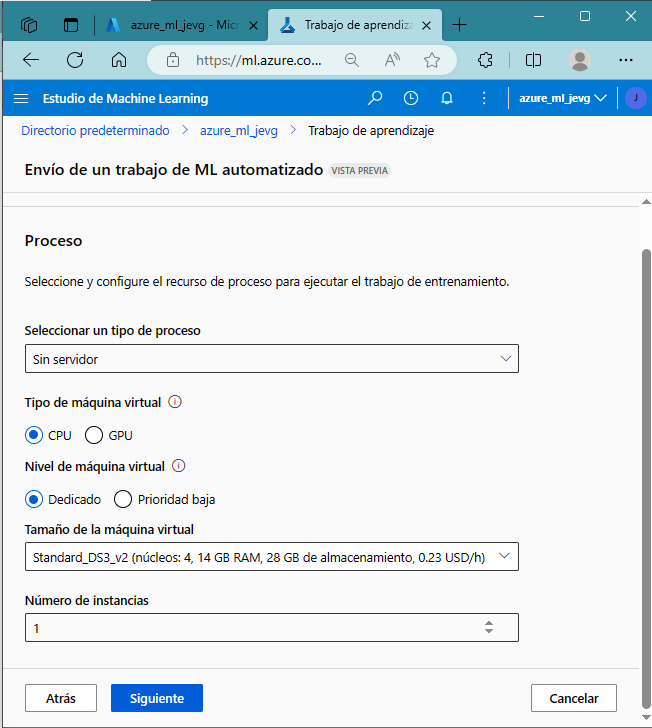 azure_ml_jevg - Micr
Trabajo de aprendiza
https://ml.azure.co...
Estudio de Machine Learning
azure_ml_jevg
J
Directorio predeterminado > azure_ml_jevg > Trabajo de aprendizaje
Envío de un trabajo de ML automatizado VISTA PREVIA
Proceso
Seleccione y configure el recurso de proceso para ejecutar el trabajo de entrenamiento.
Seleccionar un tipo de proceso
Sin servidor
Tipo de máquina virtual
CPU GPU
Nivel de máquina virtual
Dedicado Prioridad baja
Tamaño de la máquina virtual
Standard_DS3_v2 (núcleos: 4, 14 GB RAM, 28 GB de almacenamiento, 0.23 USD/h)
Número de instancias
1
Atrás Siguiente Cancelar